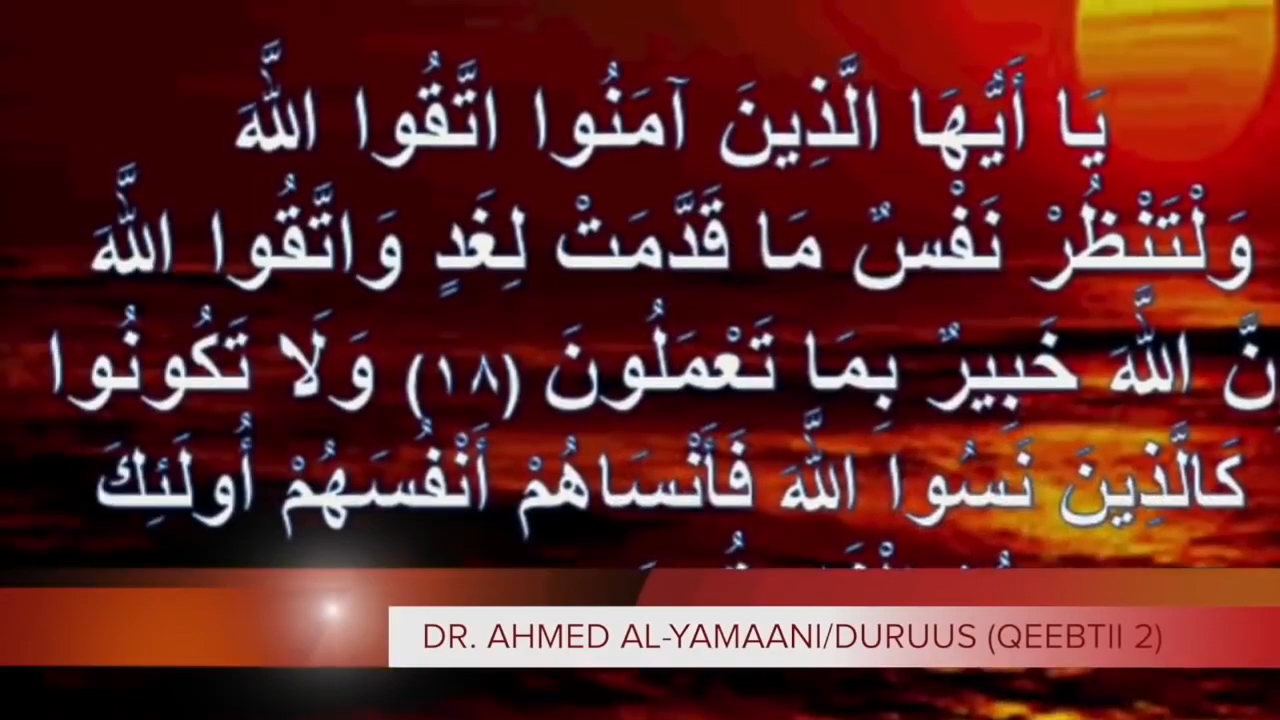 يَا أَيُّهَا الَّذِينَ آمَنُوا اتَّقُوا اللَّهَ
وَلْتَنْظُرْ نَفْسٌ مَا قَدَّمَتْ لِغَدٍ وَاتَّقُوا اللَّهَ
نَّ اللَّهَ خَبِيرٌ بِمَا تَعْمَلُونَ (١٨) وَلَا تَكُونُوا
كَالَّذِينَ نَسُوا اللَّهَ فَأَنْسَاهُمْ أَنْفُسَهُمْ أُولَئِكَ
DR. AHMED AL-YAMAANI/DURUUS (QEEBTII 2)